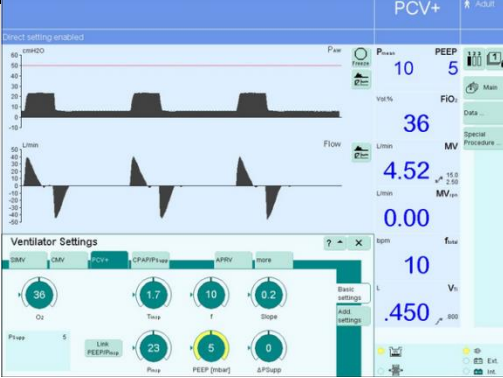 PCV+
Adult
Direct setting enabled
cmH2O
Paw
60
50
40
30
20
10
0
-10
Freeze
Pmean
PEEP
10
5
Main
Vol%
FiO2
36
Data ...
Special
Procedure ...
L/min
Flow
50
40
30
20
10
0
-10
-20
-30
-40
-50
L/min
MV
4.52
15.0
2.50
L/min
MVspn
0.00
Ventilator Settings
? x
SIMV
CMV
PCV+
CPAP/Psupp
APRV
more
bpm
ftotal
10
36
1.7
10
0.2
O2
Tinsp
f
Slope
Basic
settings
Add.
settings
L
.450
.800
Psupp 5
Link
PEEP/Pinsp
23
5
0
Pinsp
PEEP [mbar]
ΔPSupp
Ext.
Int.